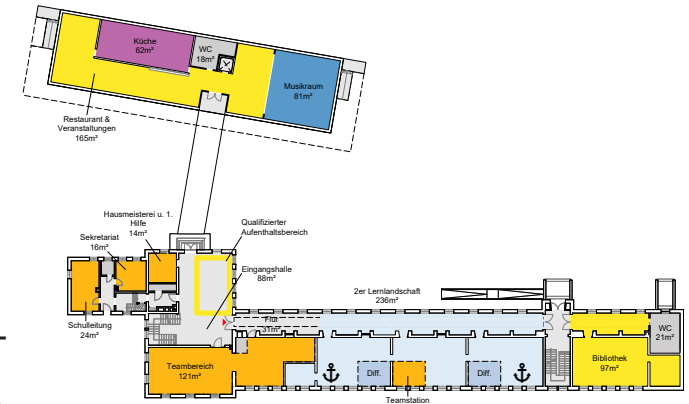 Küche
62m²
WC
18m²
Musikraum
81m²
Restaurant &
Veranstaltungen
165m²
Hausmeisterei u. 1.
Hilfe
14m²
Qualifizierter
Aufenthaltsbereich
Sekretariat
16m²
Eingangshalle
88m²
2er Lernlandschaft
236m²
Flur
31m²
Schulleitung
24m²
WC
21m²
Bibliothek
97m²
Teambereich
121m²
Diff.
Diff.
Teamstation